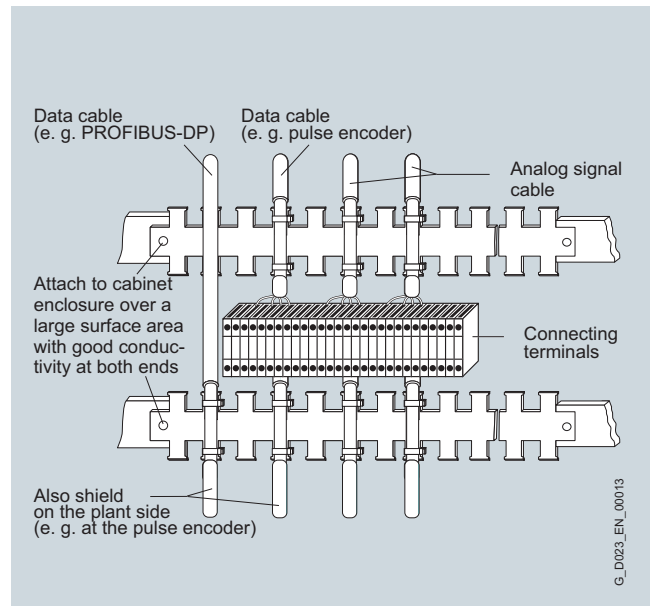 Data cable
(e. g. PROFIBUS-DP)
Data cable
(e. g. pulse encoder)
Analog signal
cable
Attach to cabinet
enclosure over a
large surface area
with good conduc-
tivity at both ends
Connecting
terminals
Also shield
on the plant side
(e. g. at the pulse encoder)
G_D023_EN_00013